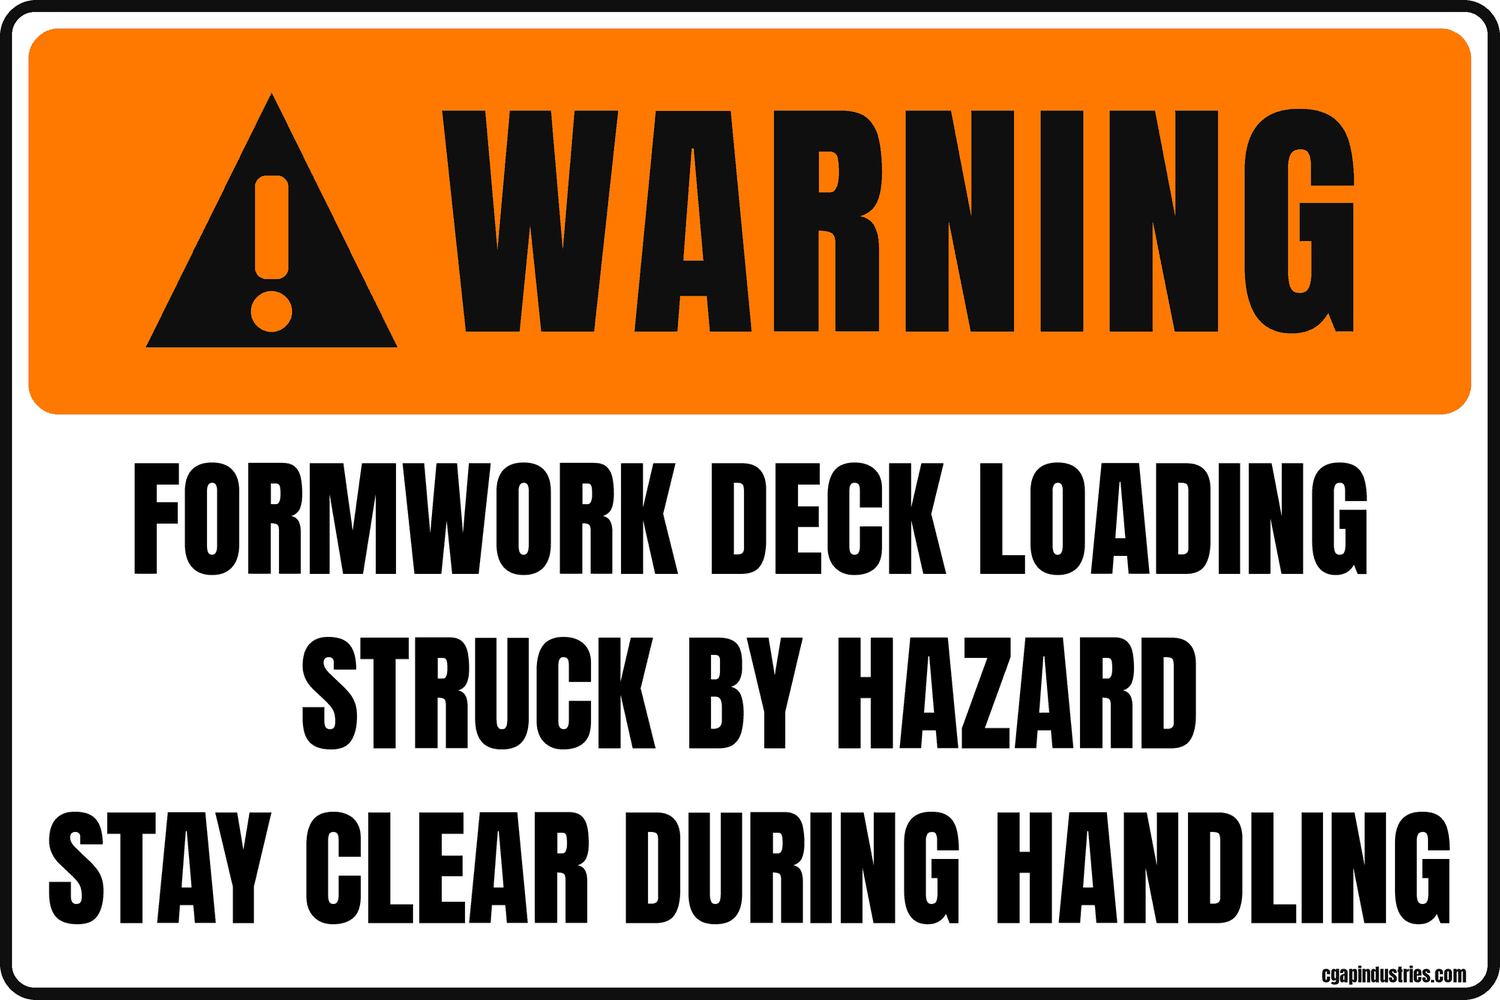 WARNING
FORMWORK DECK LOADING
STRUCK BY HAZARD
STAY CLEAR DURING HANDLING
cgapindustries.com